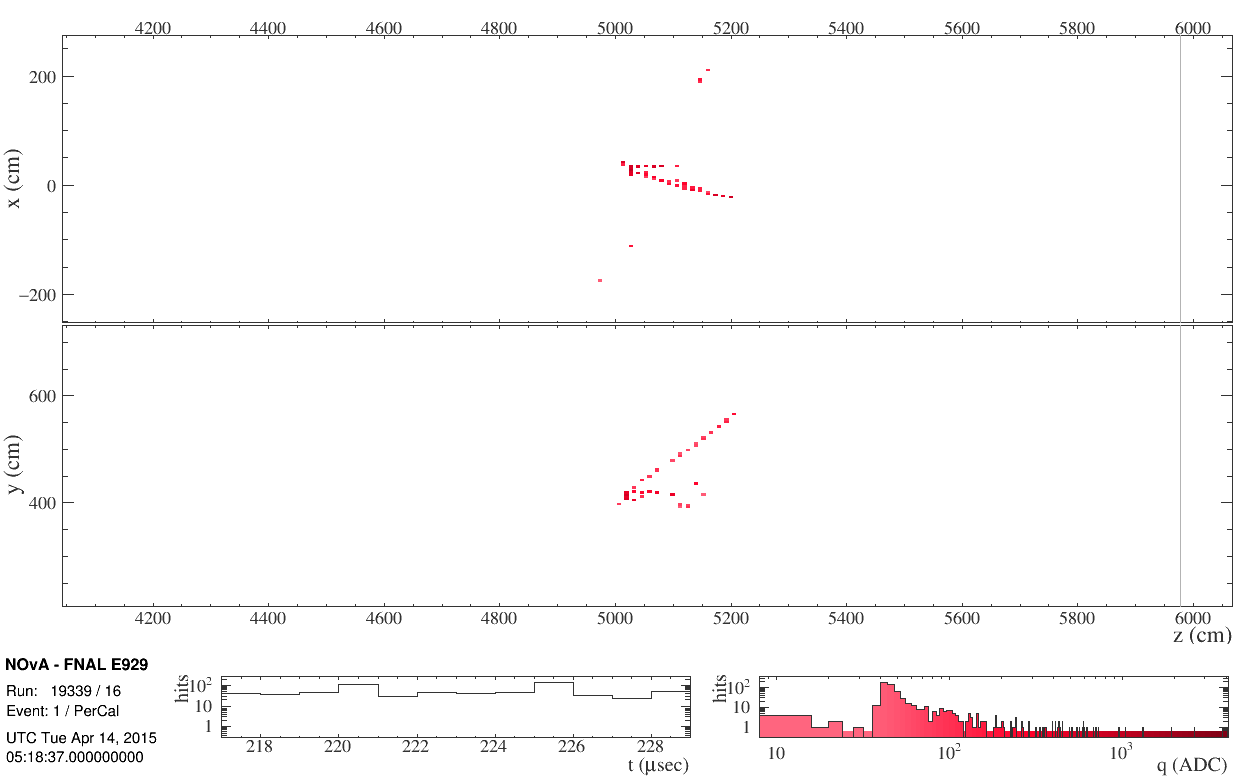 4200 4400 4600 4800 5000 5200 5400 5600 5800 6000
x (cm)
200
0
−200
y (cm)
600
400
4200 4400 4600 4800 5000 5200 5400 5600 5800 6000
z (cm)
NOvA - FNAL E929
Run: 19339 / 16
Event: 1 / PerCal
UTC Tue Apr 14, 2015
05:18:37.000000000
hits
10²
10
1
218 220 222 224 226 228
t (μsec)
hits
10²
10
1
10 10² 10³
q (ADC)